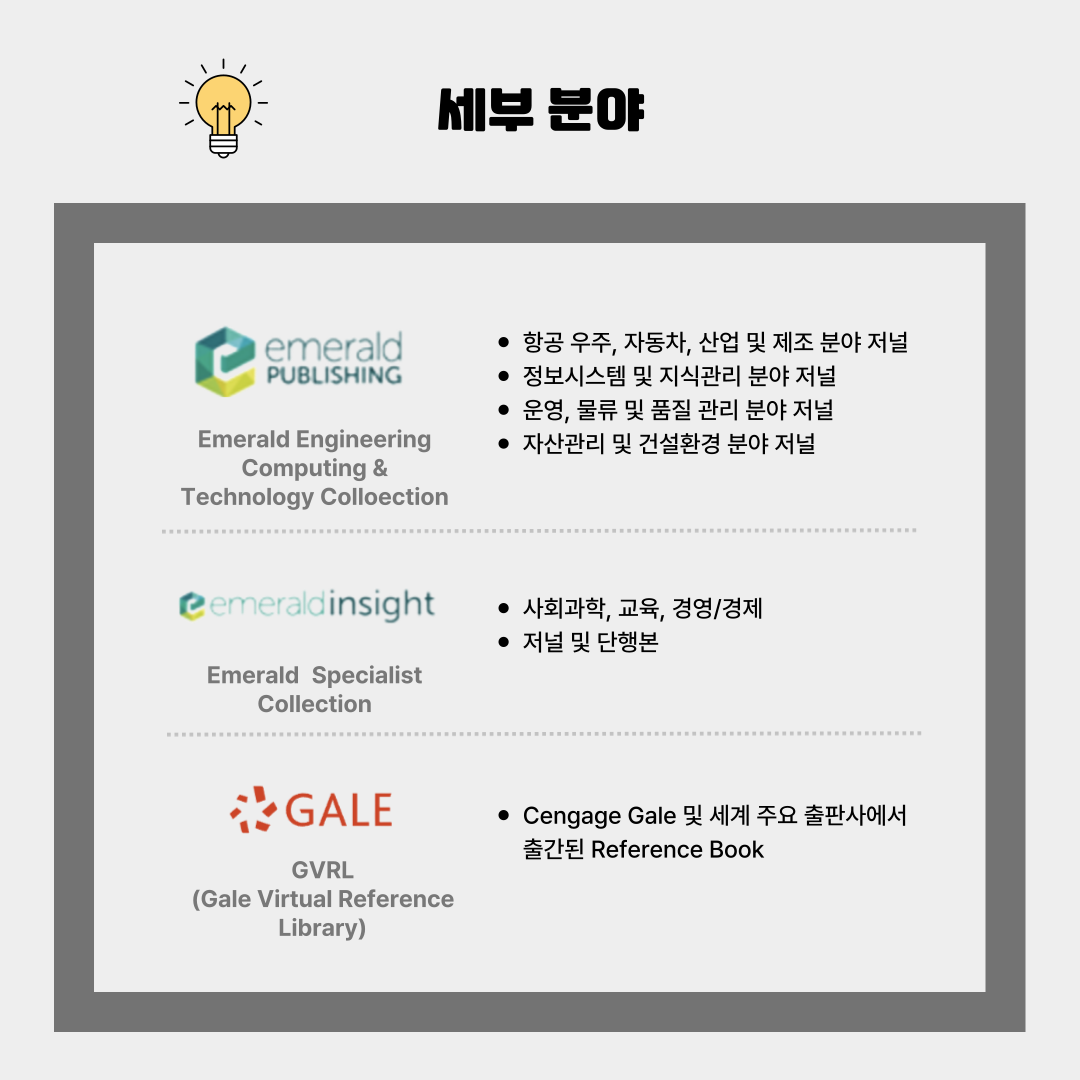 세부 분야
emerald
PUBLISHING
Emerald Engineering
Computing &
Technology Colloection
• 항공 우주, 자동차, 산업 및 제조 분야 저널
• 정보시스템 및 지식관리 분야 저널
• 운영, 물류 및 품질 관리 분야 저널
• 자산관리 및 건설환경 분야 저널
emeraldinsight
Emerald Specialist
Collection
• 사회과학, 교육, 경영/경제
• 저널 및 단행본
GALE
GVRL
(Gale Virtual Reference
Library)
• Cengage Gale 및 세계 주요 출판사에서
출간된 Reference Book